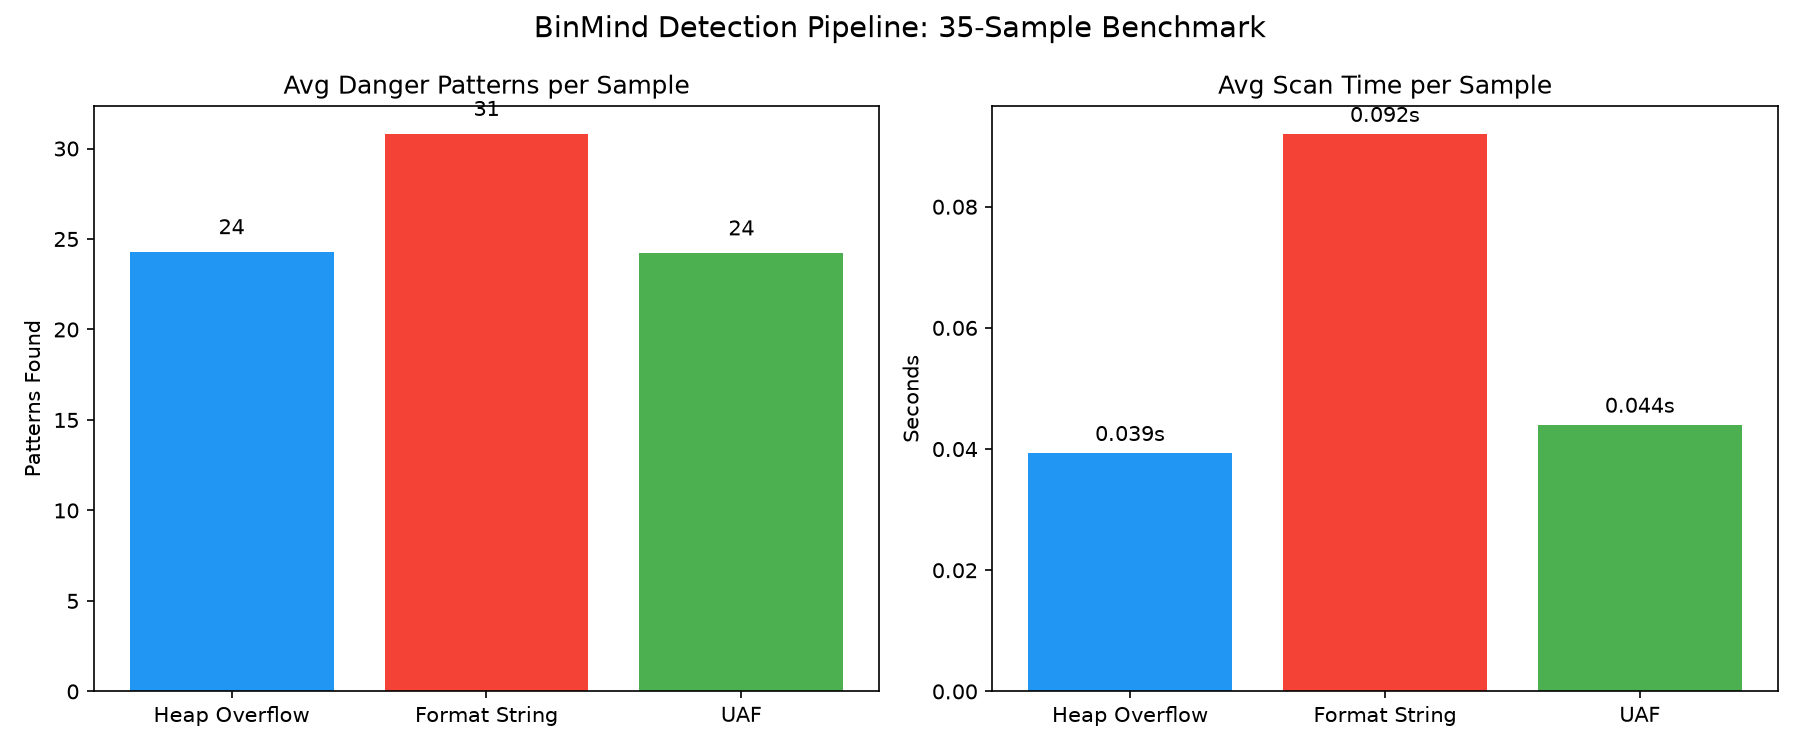 BinMind Detection Pipeline: 35-Sample Benchmark
Avg Danger Patterns per Sample
31
30
24
24
25
20
15
10
5
0
Patterns Found
Heap Overflow
Format String
UAF
Avg Scan Time per Sample
0.092s
0.08
0.06
0.044s
0.039s
0.04
0.02
0.00
Seconds
Heap Overflow
Format String
UAF